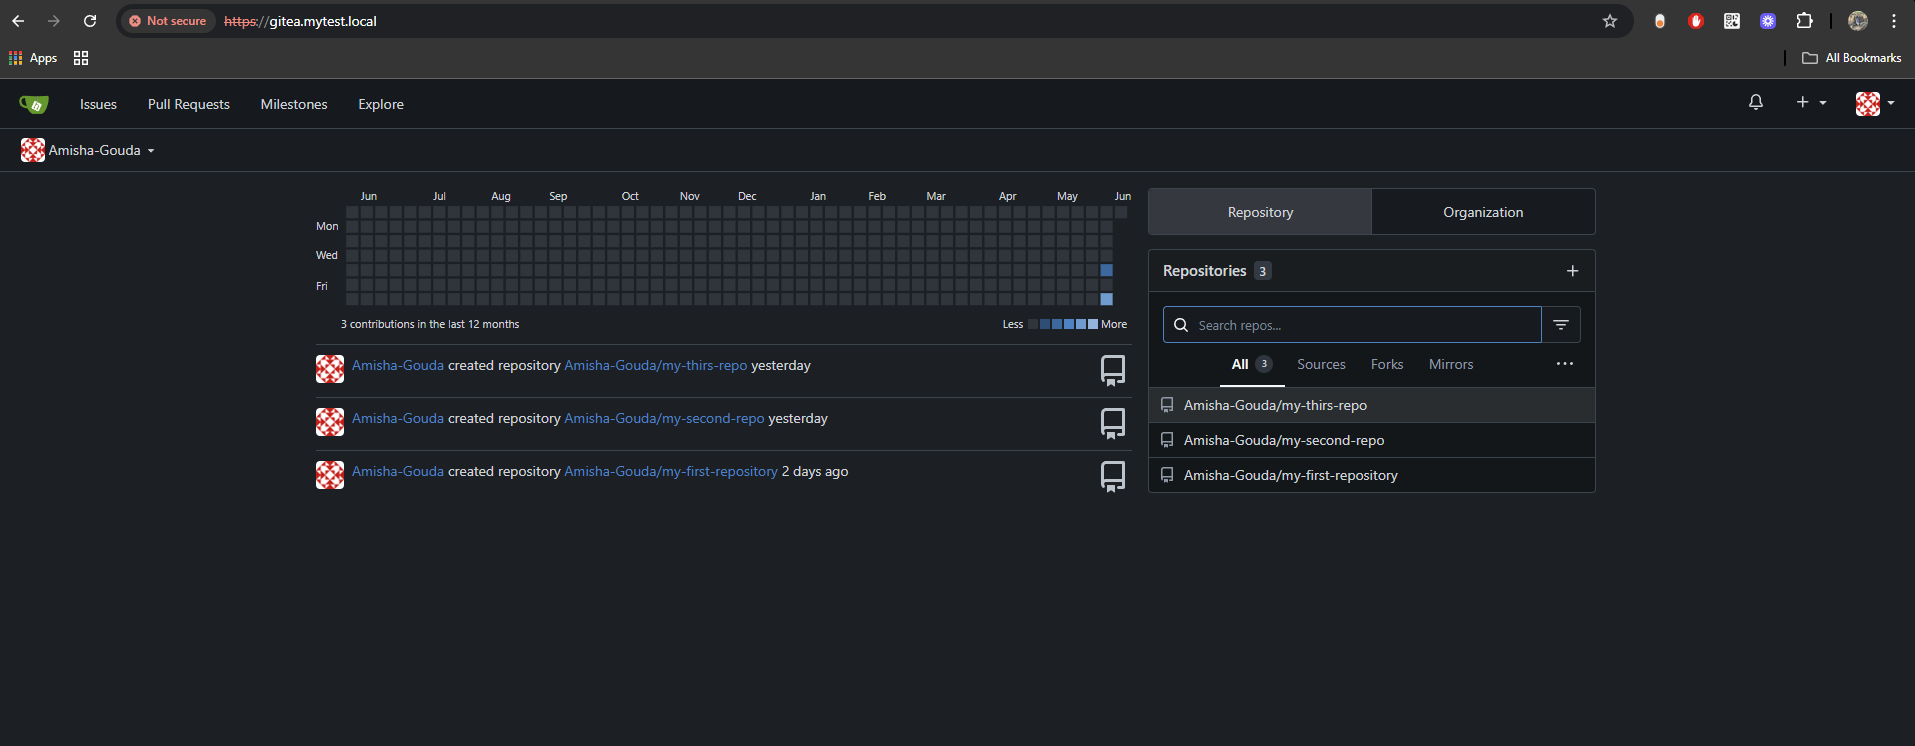 Not secure https://gitea.mytest.local
Apps
All Bookmarks
Issues Pull Requests Milestones Explore
Amisha-Gouda
Jun Jul Aug Sep Oct Nov Dec Jan Feb Mar Apr May Jun
Mon
Wed
Fri
3 contributions in the last 12 months
Less More
Amisha-Gouda created repository Amisha-Gouda/my-thirs-repo yesterday
Amisha-Gouda created repository Amisha-Gouda/my-second-repo yesterday
Amisha-Gouda created repository Amisha-Gouda/my-first-repository 2 days ago
Repository Organization
Repositories 3
Search repos...
All 3 Sources Forks Mirrors
Amisha-Gouda/my-thirs-repo
Amisha-Gouda/my-second-repo
Amisha-Gouda/my-first-repository